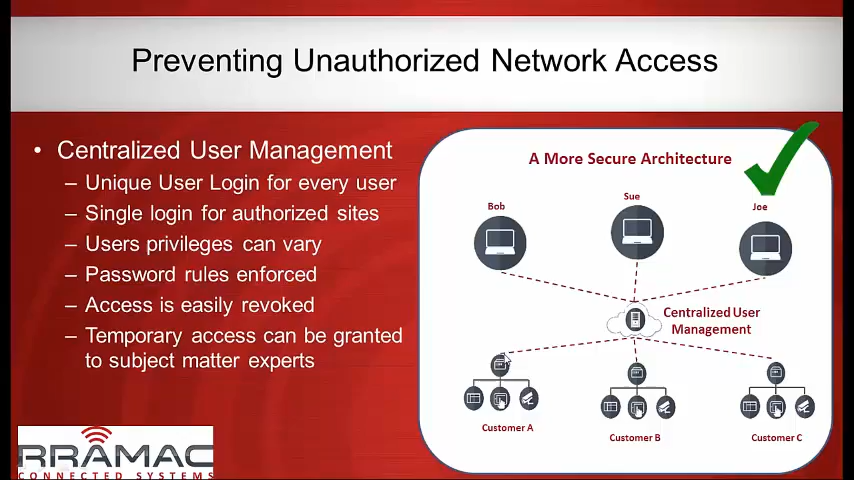 Preventing Unauthorized Network Access
• Centralized User Management
– Unique User Login for every user
– Single login for authorized sites
– Users privileges can vary
– Password rules enforced
– Access is easily revoked
– Temporary access can be granted
to subject matter experts
A More Secure Architecture
Bob
Sue
Joe
Centralized User
Management
Customer A
Customer B
Customer C
RRAMAC
CONNECTED SYSTEMS